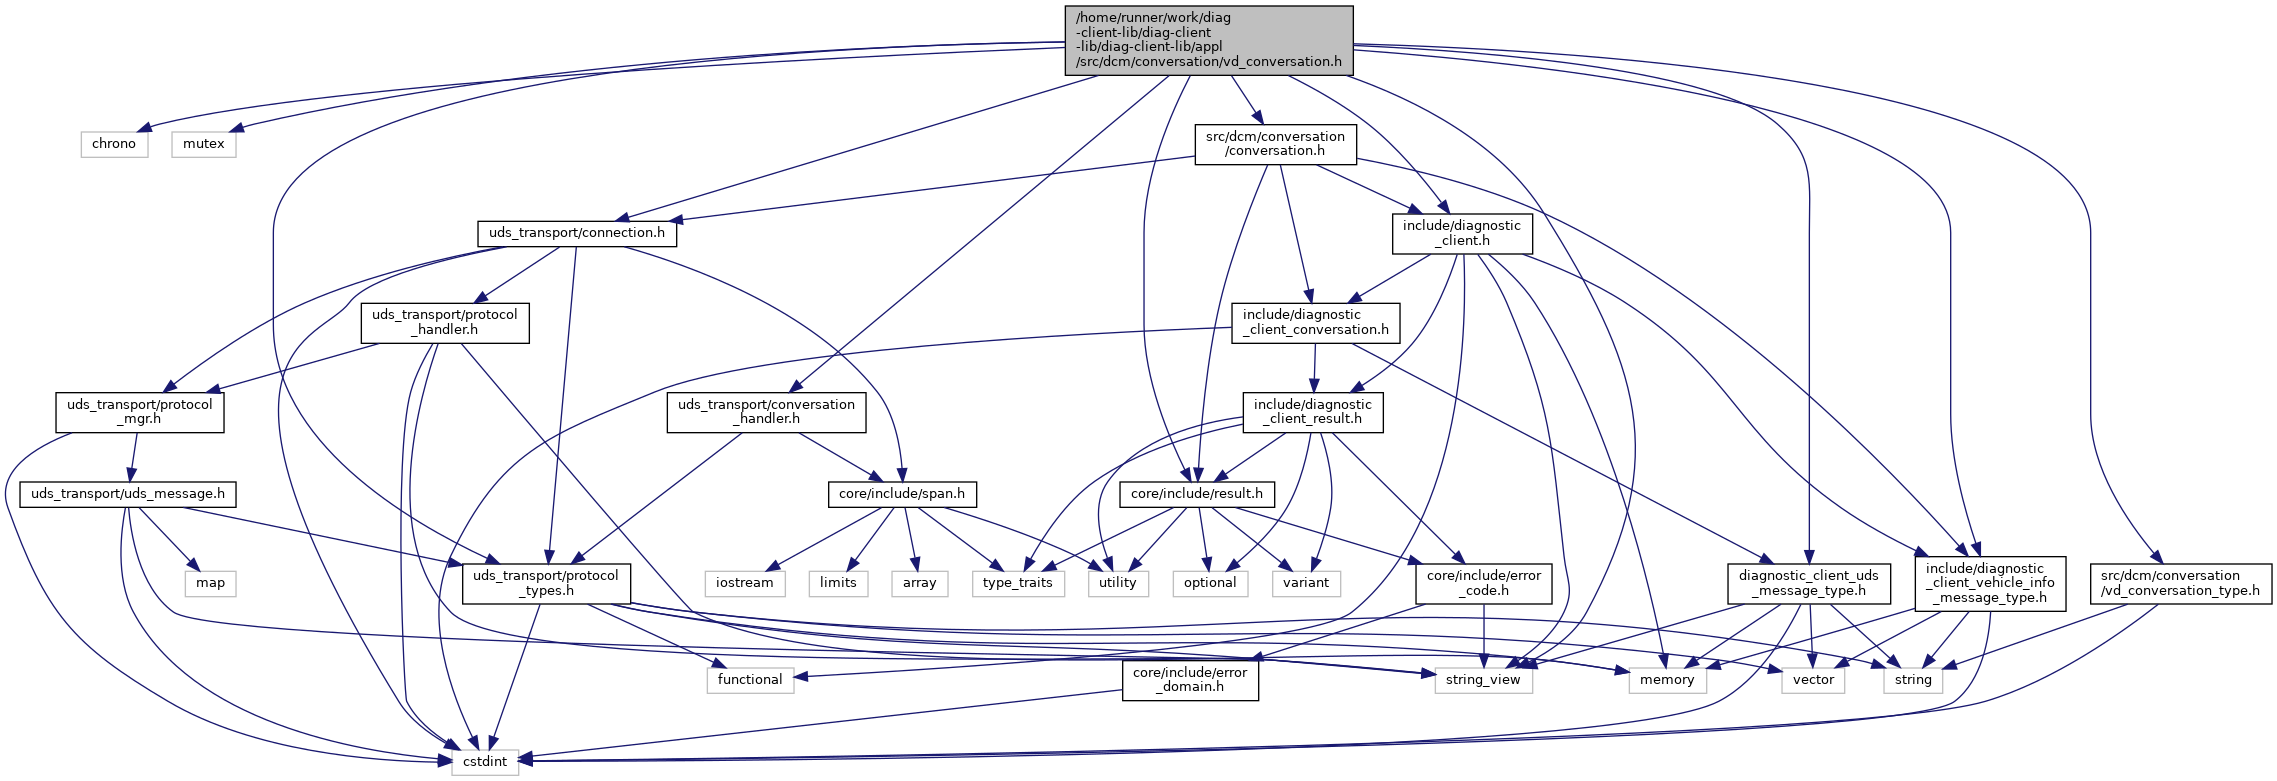 /home/runner/work/diag
-client-lib/diag-client
-lib/diag-client-lib/appl
/src/dcm/conversation/vd_conversation.h
chrono
mutex
src/dcm/conversation
/conversation.h
uds_transport/connection.h
include/diagnostic
_client.h
uds_transport/protocol
_handler.h
include/diagnostic
_client_conversation.h
uds_transport/protocol
_mgr.h
uds_transport/conversation
_handler.h
include/diagnostic
_client_result.h
uds_transport/uds_message.h
core/include/span.h
core/include/result.h
map
uds_transport/protocol
_types.h
iostream
limits
array
type_traits
utility
optional
variant
core/include/error
_code.h
diagnostic_client_uds
_message_type.h
include/diagnostic
_client_vehicle_info
_message_type.h
src/dcm/conversation
/vd_conversation_type.h
functional
core/include/error
_domain.h
string_view
memory
vector
string
cstdint